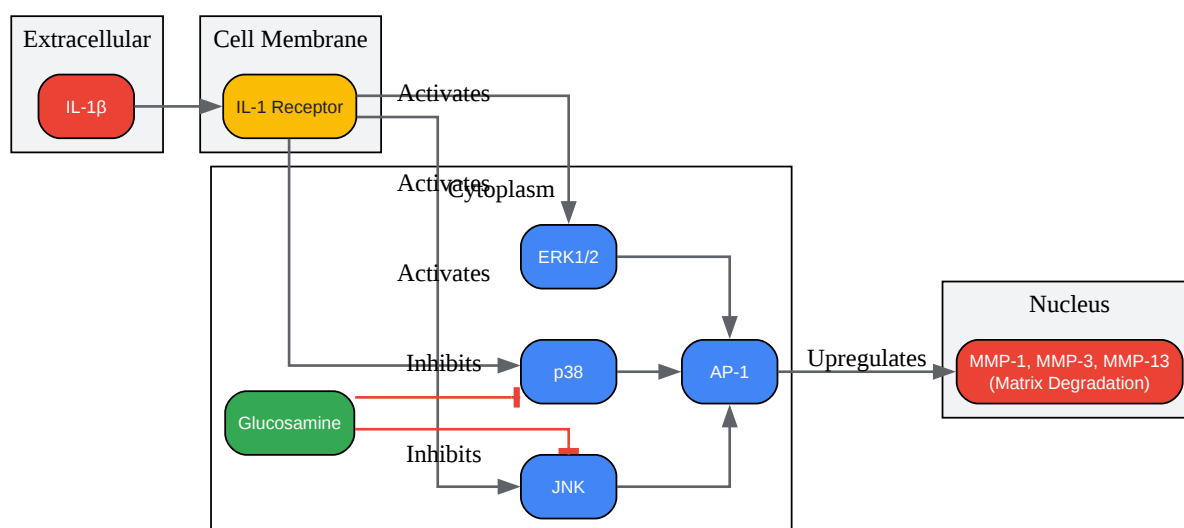 Extracellular
Cell Membrane
IL-1β
IL-1 Receptor
Activates
Activates
Cytoplasm
ERK1/2
Activates
Nucleus
Inhibits
p38
AP-1
Upregulates
MMP-1, MMP-3, MMP-13
(Matrix Degradation)
Glucosamine
Inhibits
JNK